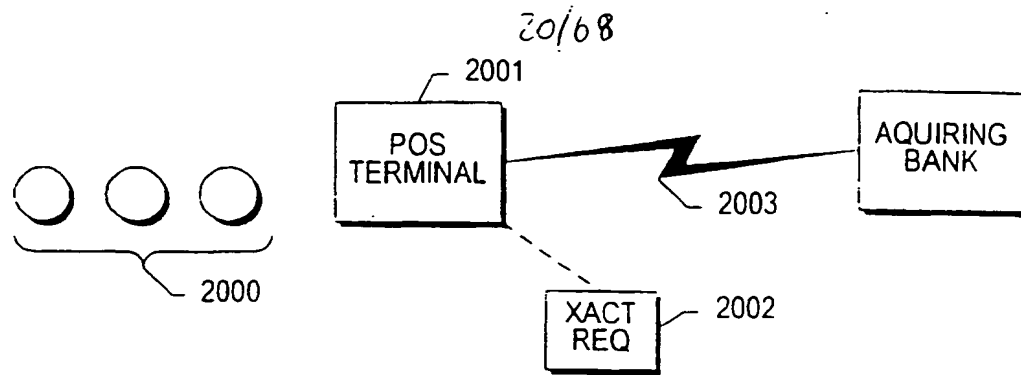 20/68
2001
POS
TERMINAL
AQUIRING
BANK
2003
2000
XACT
REQ
2002